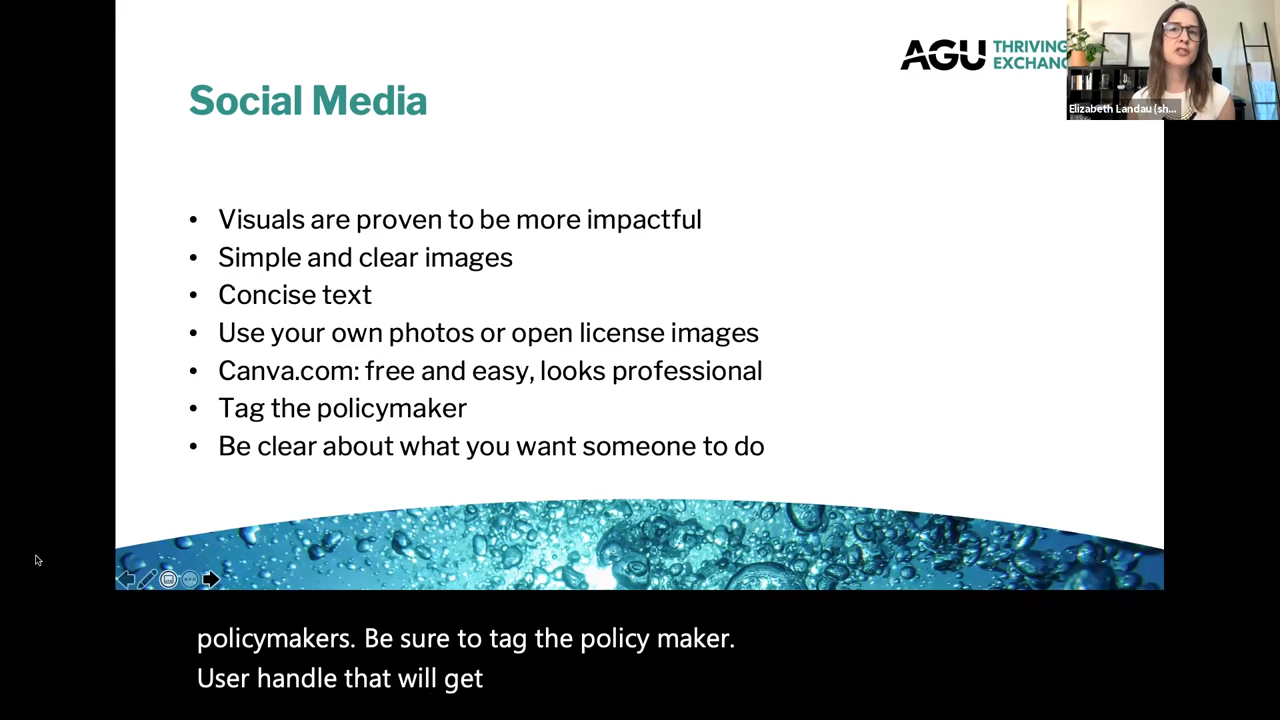 AGU THRIVING
EXCHANG
Elizabeth Landau (sh...
Social Media
• Visuals are proven to be more impactful
• Simple and clear images
• Concise text
• Use your own photos or open license images
• Canva.com: free and easy, looks professional
• Tag the policymaker
• Be clear about what you want someone to do
policymakers. Be sure to tag the policy maker.
User handle that will get